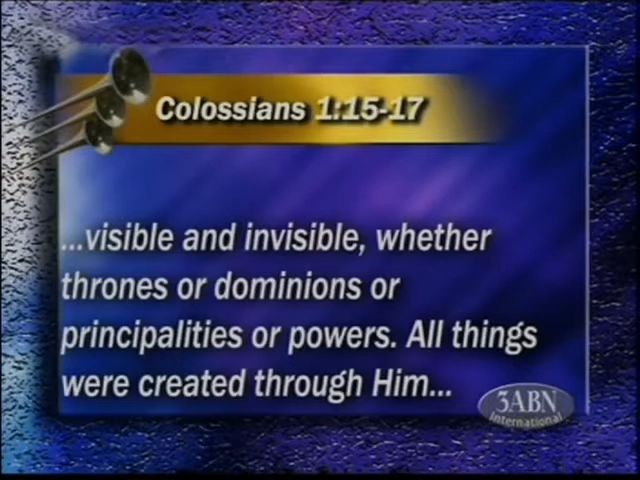 Colossians 1:15-17
...visible and invisible, whether
thrones or dominions or
principalities or powers. All things
were created through Him...
3ABN
International